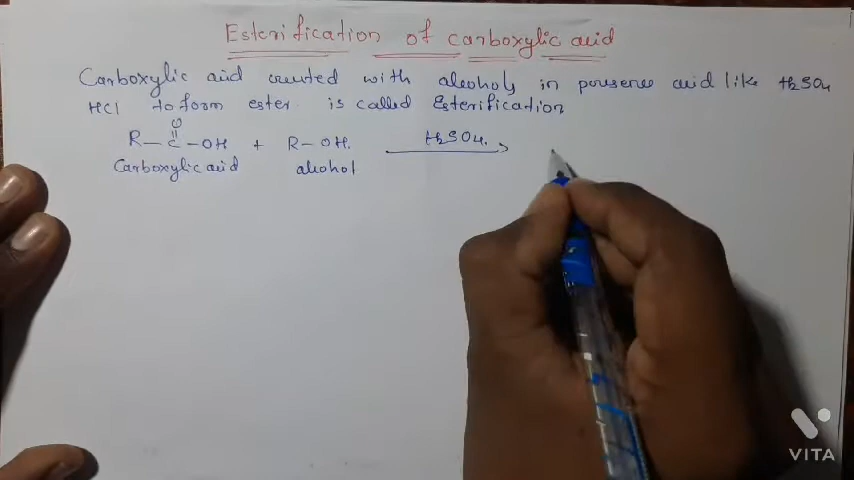 Esterification of carboxylic acid
Carboxylic acid reacted with alcohols in presence acid like H2SO4
HCl to form ester is called Esterification
O
R-C-OH + R-OH. H2SO4.
Carboxylic acid alcohol
VITA